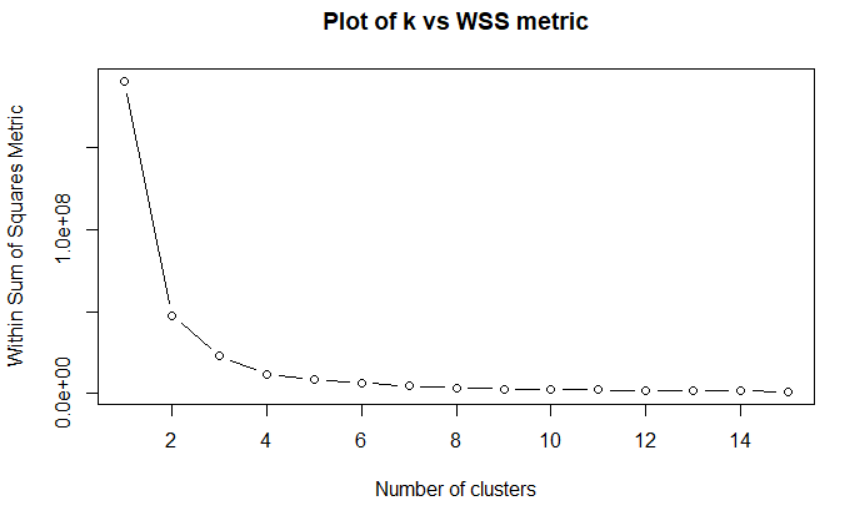 Plot of k vs WSS metric
Within Sum of Squares Metric
1.0e+08
0.0e+00
2 4 6 8 10 12 14
Number of clusters